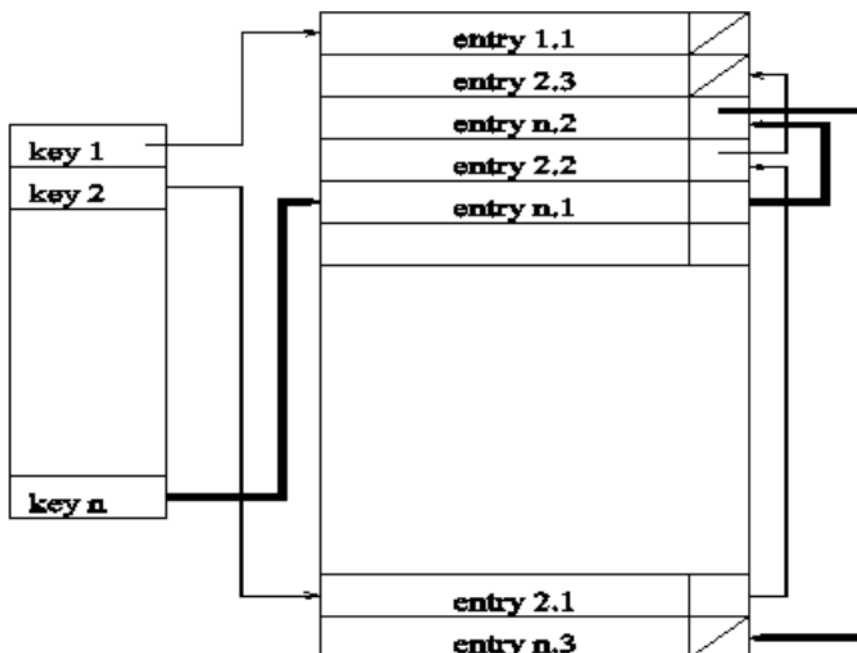 key 1
key 2
key n
entry 1.1
entry 2.3
entry n.2
entry 2.2
entry n.1
entry 2.1
entry n.3